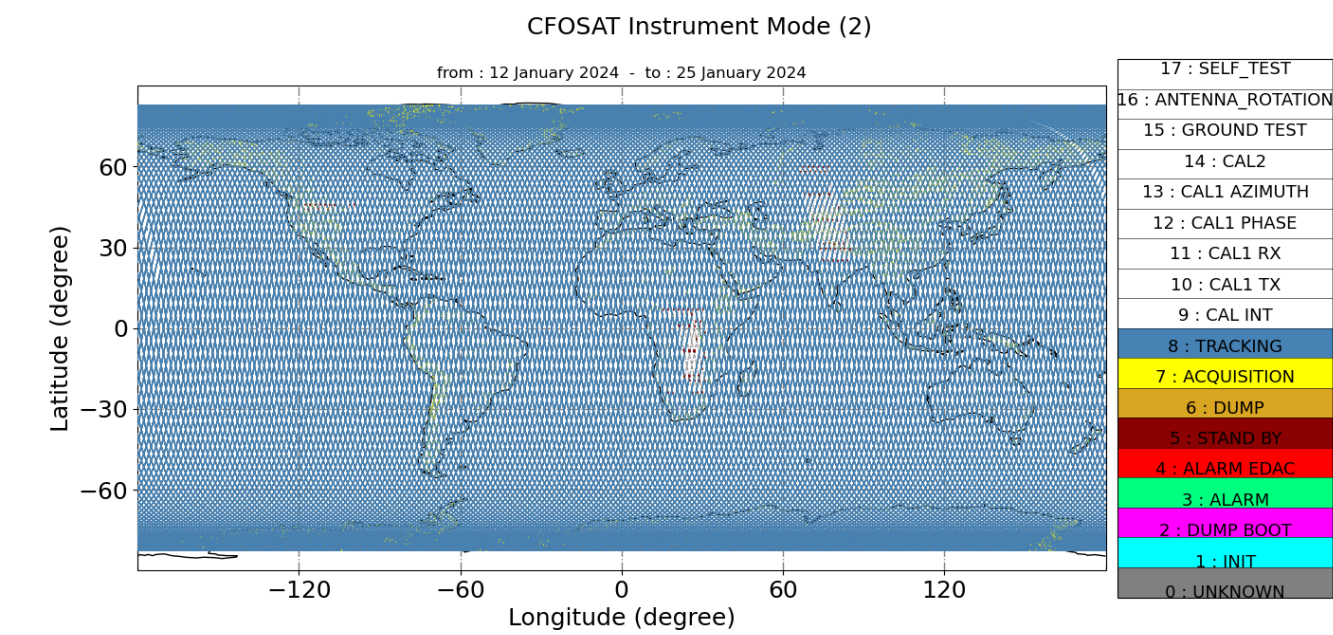 CFOSAT Instrument Mode (2)
from : 12 January 2024  -  to : 25 January 2024
17 : SELF_TEST
16 : ANTENNA_ROTATION
15 : GROUND TEST
14 : CAL2
13 : CAL1 AZIMUTH
12 : CAL1 PHASE
11 : CAL1 RX
10 : CAL1 TX
9 : CAL INT
8 : TRACKING
7 : ACQUISITION
6 : DUMP
5 : STAND BY
4 : ALARM EDAC
3 : ALARM
2 : DUMP BOOT
1 : INIT
0 : UNKNOWN
Latitude (degree)
60
30
0
−30
−60
−120
−60
0
60
120
Longitude (degree)